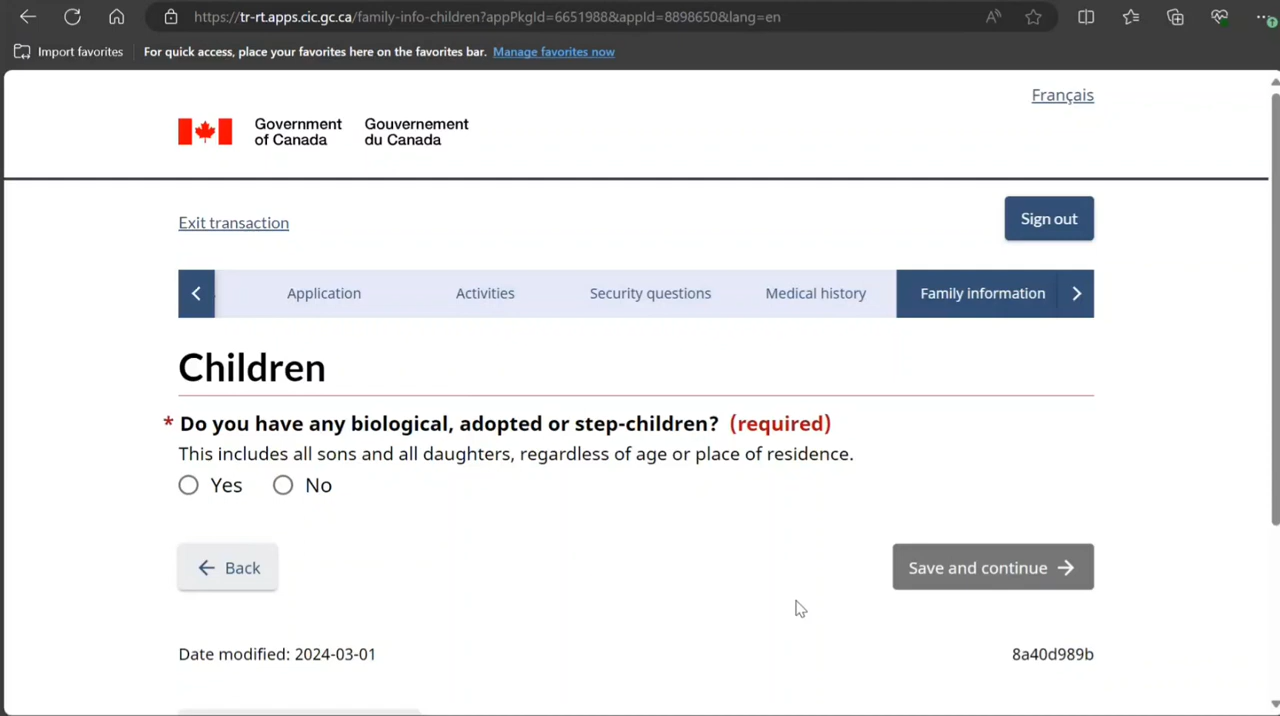 https://tr-rt.apps.cic.gc.ca/family-info-children?appPkgId=6651988&appId=8898650&lang=en
Import favorites
For quick access, place your favorites here on the favorites bar. Manage favorites now
Français
Government of Canada
Gouvernement du Canada
Exit transaction
Sign out
Application
Activities
Security questions
Medical history
Family information
Children
* Do you have any biological, adopted or step-children? (required)
This includes all sons and all daughters, regardless of age or place of residence.
Yes
No
Back
Save and continue
Date modified: 2024-03-01
8a40d989b